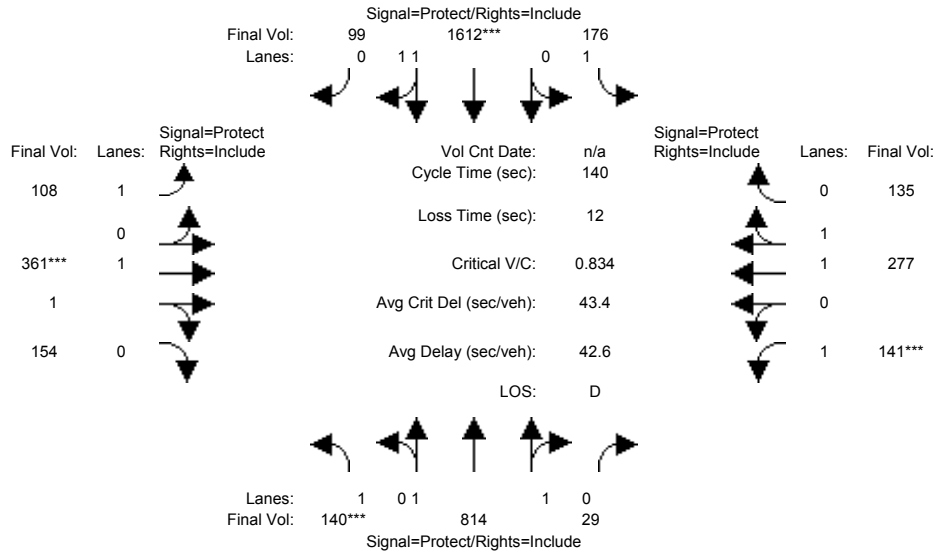 Signal=Protect/Rights=Include
Final Vol: 99 1612*** 176
Lanes: 0 1 1 0 1
Signal=Protect Signal=Protect
Final Vol: Lanes: Rights=Include Vol Cnt Date: n/a Rights=Include Lanes: Final Vol:
Cycle Time (sec): 140
108 1 0 135
Loss Time (sec): 12
0 1
361*** 1 Critical V/C: 0.834 1 277
1 Avg Crit Del (sec/veh): 43.4 0
154 0 Avg Delay (sec/veh): 42.6 1 141***
LOS: D
Lanes: 1 0 1 1 0
Final Vol: 140*** 814 29
Signal=Protect/Rights=Include